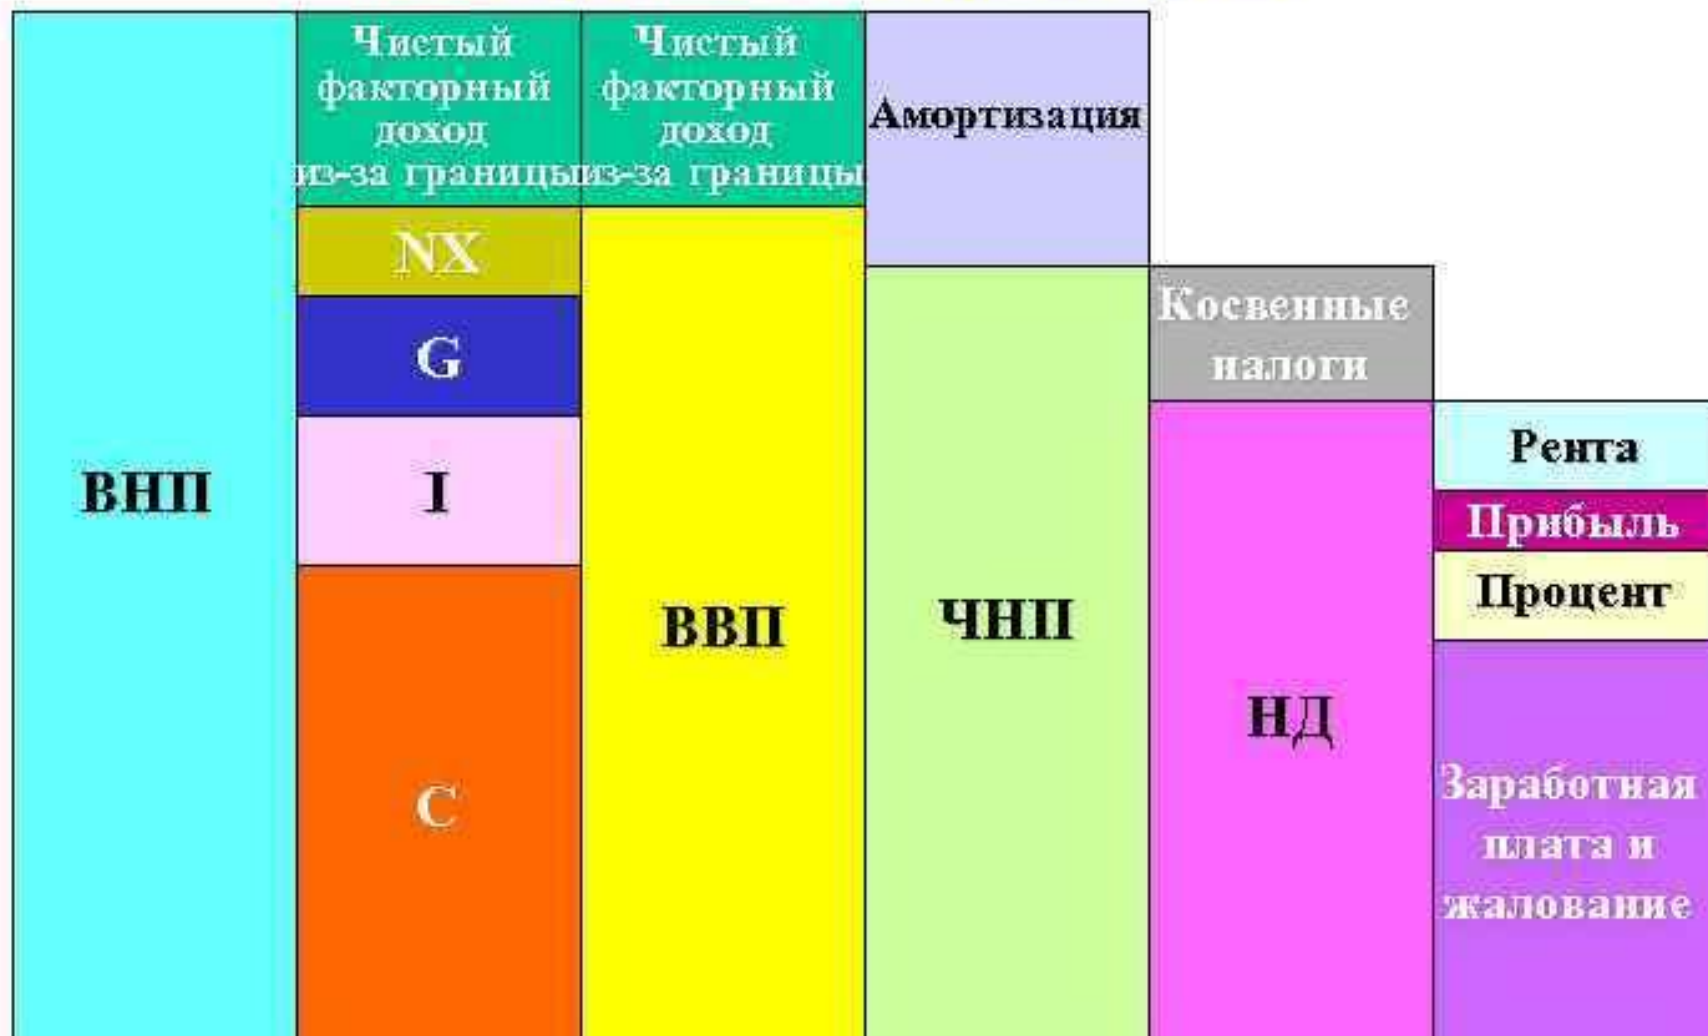 ВНП
Чистый
факторный
доход
из-за границы
NX
G
I
C
Чистый
факторный
доход
из-за границы
ВВП
Амортизация
ЧНП
Косвенные
налоги
НД
Рента
Прибыль
Процент
Заработная
плата и
жалование